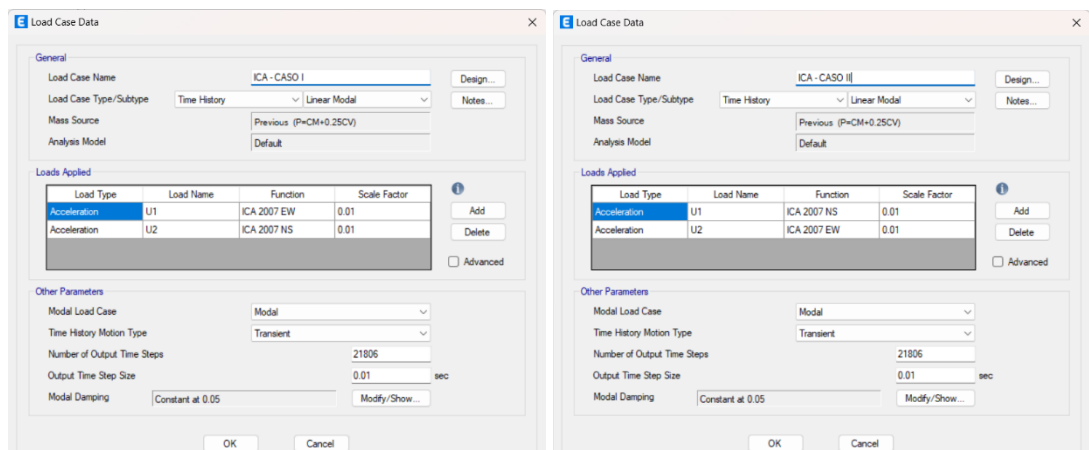 Load Case Data
General
Load Case Name ICA - CASO I Design...
Load Case Type/Subtype Time History Linear Modal Notes...
Mass Source Previous (P=CM+0.25CV)
Analysis Model Default
Loads Applied
Load Type Load Name Function Scale Factor
Acceleration U1 ICA 2007 EW 0.01 Add
Acceleration U2 ICA 2007 NS 0.01 Delete
Advanced
Other Parameters
Modal Load Case Modal
Time History Motion Type Transient
Number of Output Time Steps 21806
Output Time Step Size 0.01 sec
Modal Damping Constant at 0.05 Modify/Show...
OK Cancel
Load Case Data
General
Load Case Name ICA - CASO II Design...
Load Case Type/Subtype Time History Linear Modal Notes...
Mass Source Previous (P=CM+0.25CV)
Analysis Model Default
Loads Applied
Load Type Load Name Function Scale Factor
Acceleration U1 ICA 2007 NS 0.01 Add
Acceleration U2 ICA 2007 EW 0.01 Delete
Advanced
Other Parameters
Modal Load Case Modal
Time History Motion Type Transient
Number of Output Time Steps 21806
Output Time Step Size 0.01 sec
Modal Damping Constant at 0.05 Modify/Show...
OK Cancel